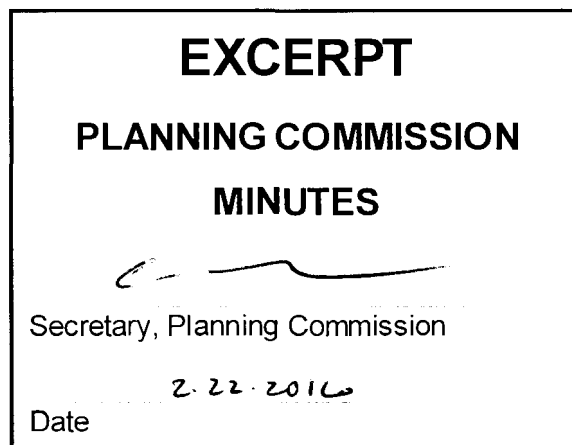 EXCERPT
PLANNING COMMISSION
MINUTES
Secretary, Planning Commission
2.22.2016
Date